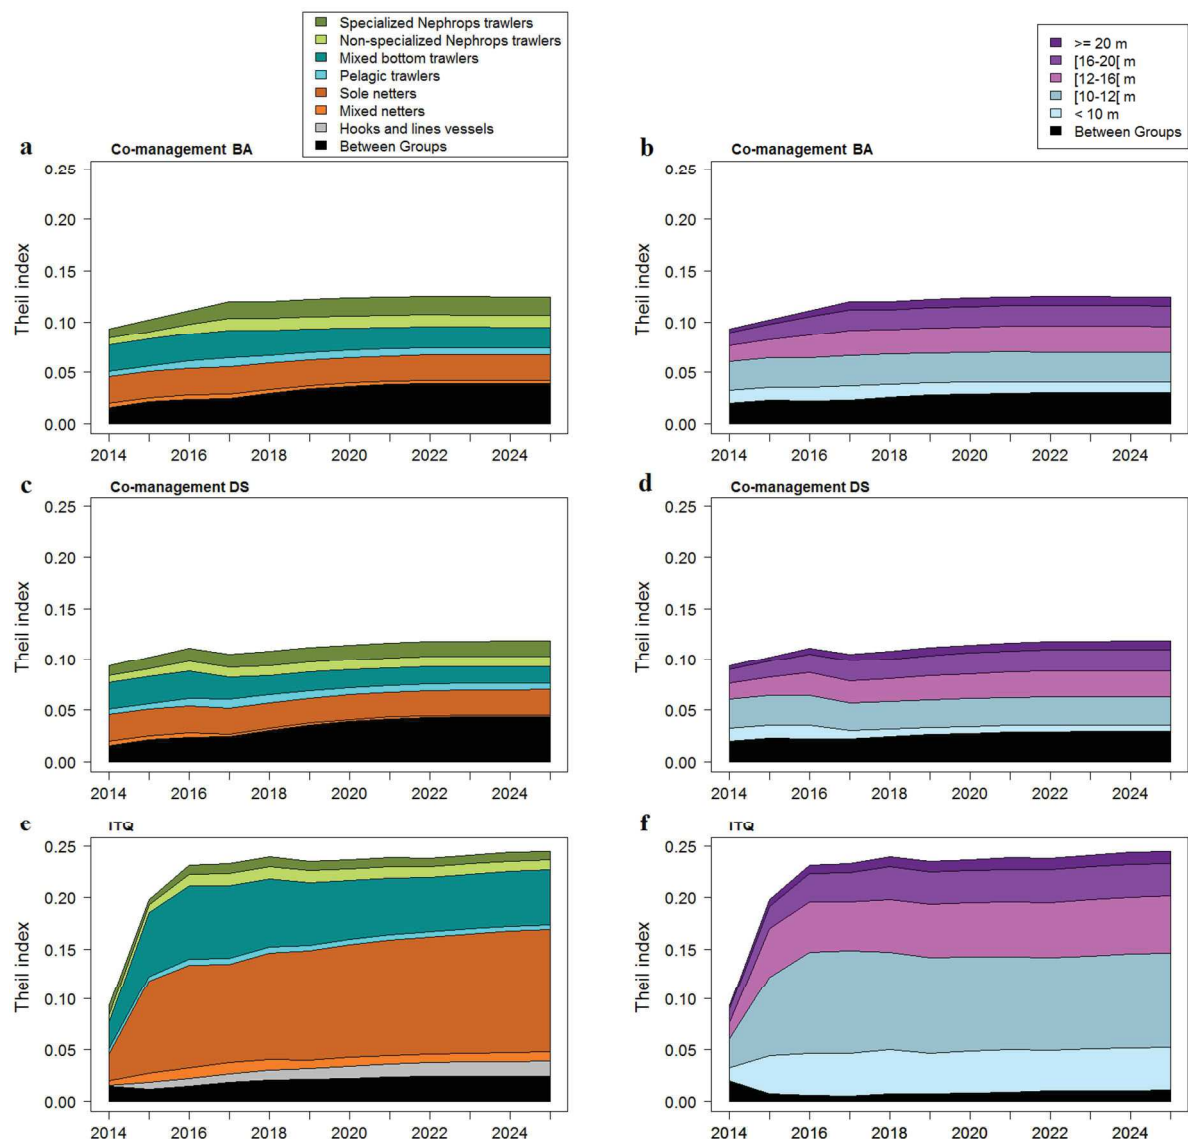 Specialized Nephrops trawlers
Non-specialized Nephrops trawlers
Mixed bottom trawlers
Pelagic trawlers
Sole netters
Mixed netters
Hooks and lines vessels
Between Groups
>= 20 m
[16-20[ m
[12-16[ m
[10-12[ m
< 10 m
Between Groups
a Co-management BA
0.25
0.20
0.15
0.10
0.05
0.00
Theil index
2014 2016 2018 2020 2022 2024
b Co-management BA
0.25
0.20
0.15
0.10
0.05
0.00
Theil index
2014 2016 2018 2020 2022 2024
c Co-management DS
0.25
0.20
0.15
0.10
0.05
0.00
Theil index
2014 2016 2018 2020 2022 2024
d Co-management DS
0.25
0.20
0.15
0.10
0.05
0.00
Theil index
2014 2016 2018 2020 2022 2024
e ITQ
0.25
0.20
0.15
0.10
0.05
0.00
Theil index
2014 2016 2018 2020 2022 2024
f ITQ
0.25
0.20
0.15
0.10
0.05
0.00
Theil index
2014 2016 2018 2020 2022 2024